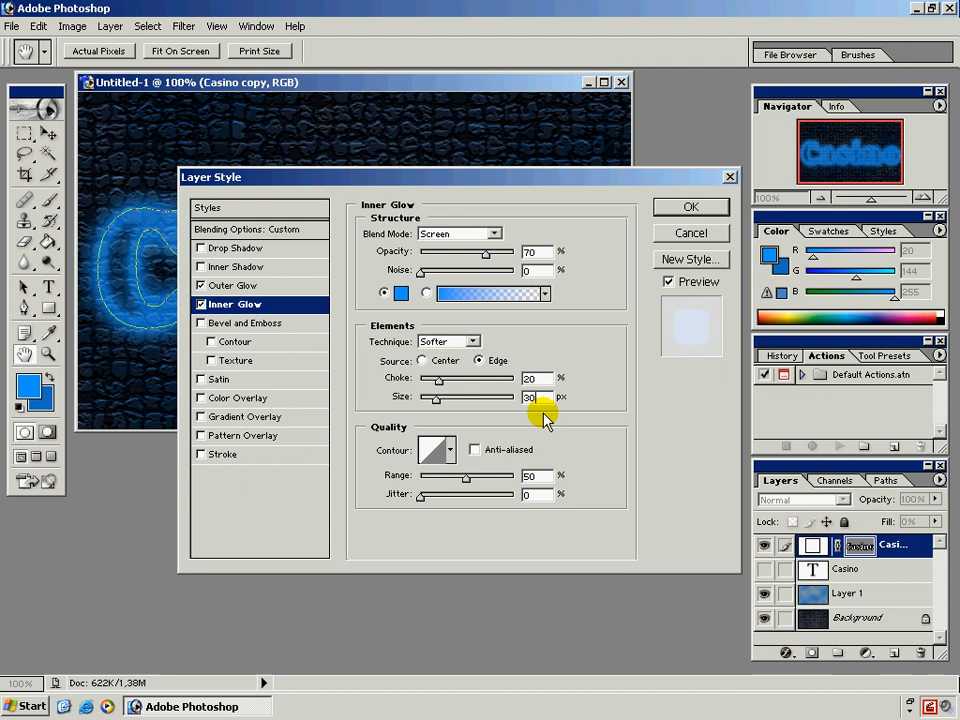 Adobe Photoshop
File Edit Image Layer Select Filter View Window Help
Actual Pixels Fit On Screen Print Size File Browser Brushes
Untitled-1 @ 100% (Casino copy, RGB)
Navigator Info
Casino
100%
Layer Style
Styles
Blending Options: Custom
Drop Shadow
Inner Shadow
Outer Glow
Inner Glow
Bevel and Emboss
Contour
Texture
Satin
Color Overlay
Gradient Overlay
Pattern Overlay
Stroke
Inner Glow
Structure
Blend Mode: Screen
Opacity: 70 %
Noise: 0 %
Elements
Technique: Softer
Source: Center Edge
Choke: 20 %
Size: 30 px
Quality
Contour: Anti-aliased
Range: 50 %
Jitter: 0 %
OK
Cancel
New Style...
Preview
Color Swatches Styles
R 20
G 144
B 255
History Actions Tool Presets
Default Actions.atn
Layers Channels Paths
Normal Opacity: 100%
Lock: Fill: 0%
Casi...
T Casino
Layer 1
Background
100% Doc: 622K/1,38M
Start Adobe Photoshop